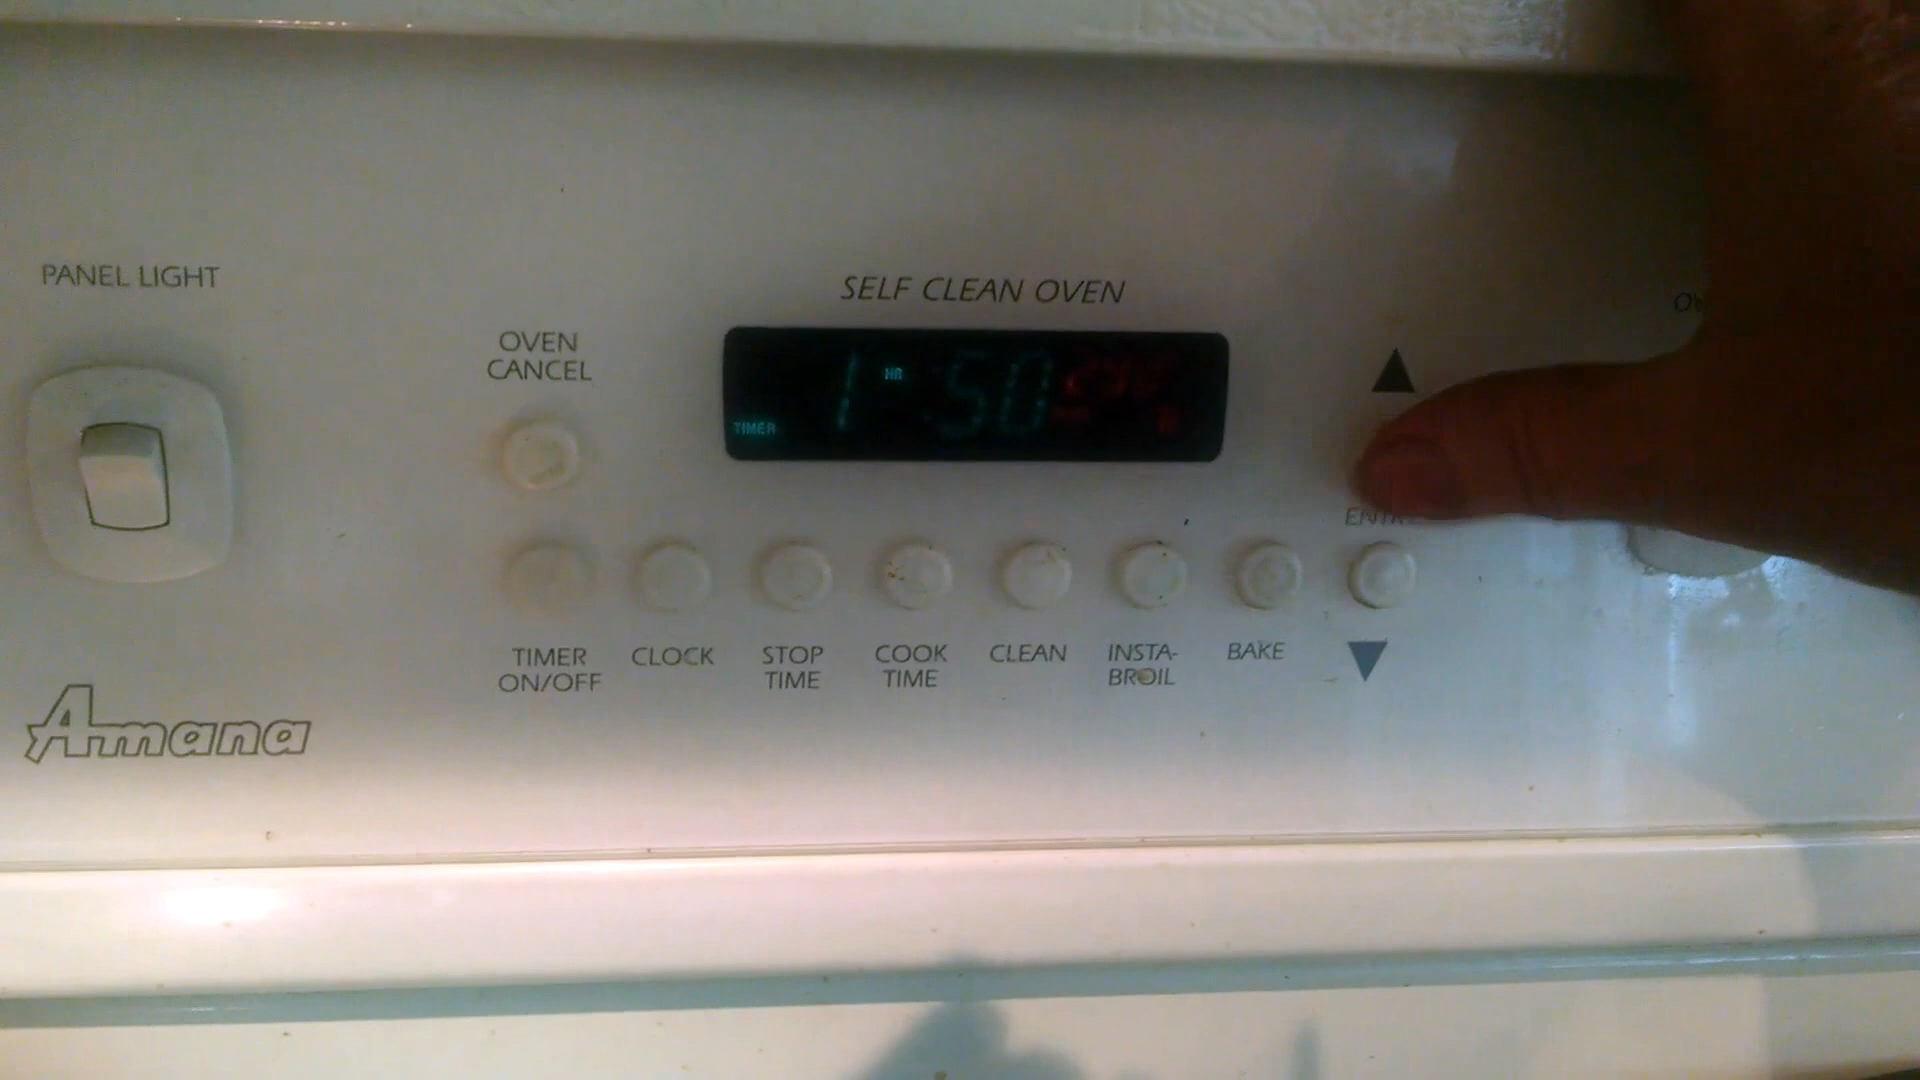 PANEL LIGHT
SELF CLEAN OVEN
OVEN
CANCEL
1 HR 50
TIMER
TIMER
ON/OFF
CLOCK
STOP
TIME
COOK
TIME
CLEAN
INSTA-
BROIL
BAKE
Amana